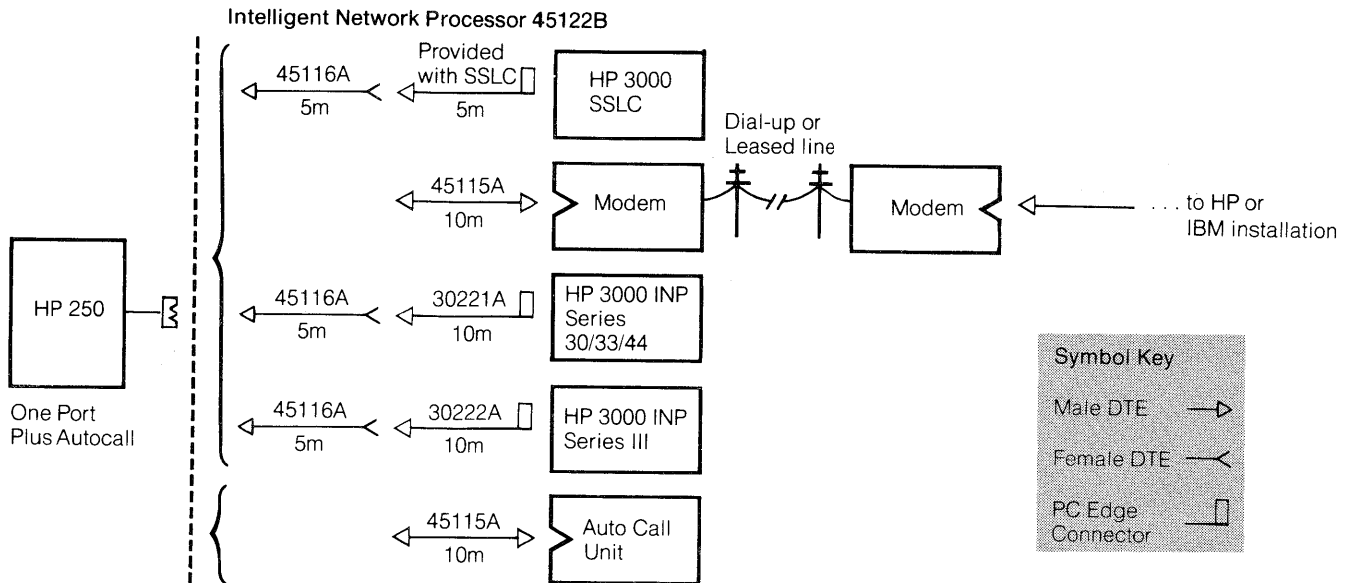 Intelligent Network Processor 45122B
45116A
5m
Provided
with SSLC
5m
HP 3000
SSLC
45115A
10m
Modem
Dial-up or
Leased line
Modem
. . . to HP or
IBM installation
HP 250
One Port
Plus Autocall
45116A
5m
30221A
10m
HP 3000 INP
Series
30/33/44
45116A
5m
30222A
10m
HP 3000 INP
Series III
45115A
10m
Auto Call
Unit
Symbol Key
Male DTE
Female DTE
PC Edge
Connector